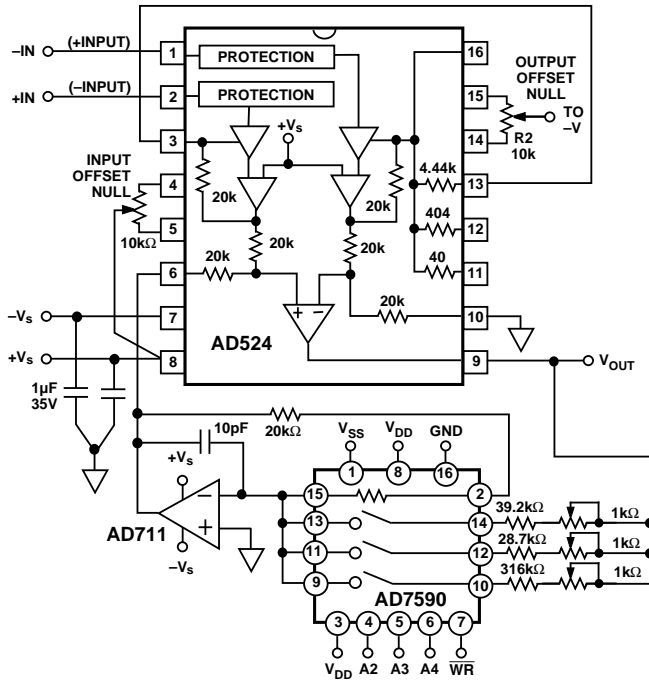 –IN
(+INPUT)
1
PROTECTION
16
OUTPUT
OFFSET
NULL
+IN
(–INPUT)
2
PROTECTION
15
TO
–V
R2
10k
3
+VS
14
INPUT
OFFSET
NULL
4
20k
20k
4.44k
13
5
10kΩ
404
12
20k
20k
40
11
6
20k
20k
10
–VS
7
+
–
+VS
8
AD524
9
VOUT
1µF
35V
10pF
20kΩ
VSS
VDD
GND
+VS
1
8
16
–
15
2
39.2kΩ
1kΩ
13
14
28.7kΩ
1kΩ
AD711
+
11
12
316kΩ
1kΩ
–VS
9
10
AD7590
3
4
5
6
7
VDD
A2
A3
A4
WR